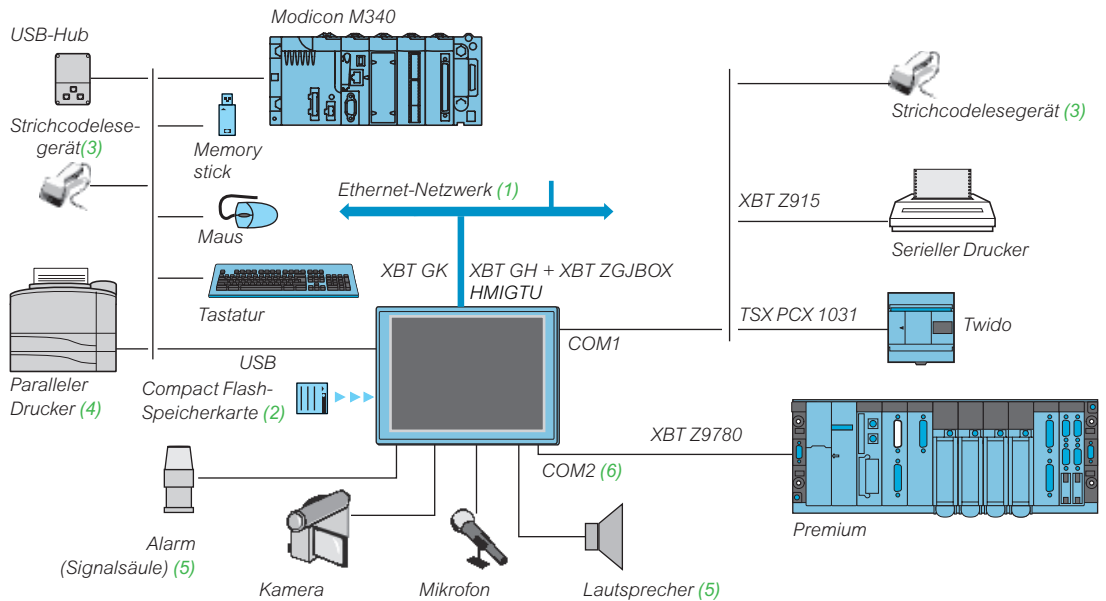 Modicon M340
USB-Hub
Strichcodelese-
gerät(3)
Memory
stick
Maus
Tastatur
Paralleler
Drucker (4)
USB
Compact Flash-
Speicherkarte (2)
Ethernet-Netzwerk (1)
XBT GK
XBT GH + XBT ZGJBOX
HMIGTU
COM1
COM2 (6)
Strichcodelesegerät (3)
XBT Z915
Serieller Drucker
TSX PCX 1031
Twido
XBT Z9780
Premium
Alarm
(Signalsäule) (5)
Kamera
Mikrofon
Lautsprecher (5)